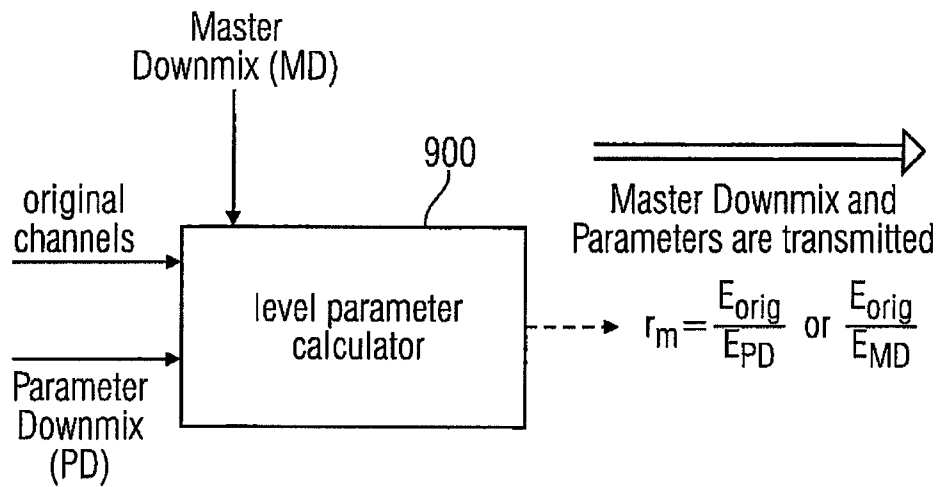 Master
Downmix (MD)
900
original
channels
Master Downmix and
Parameters are transmitted
level parameter
calculator
r_m = E_orig/E_PD or E_orig/E_MD
Parameter
Downmix
(PD)